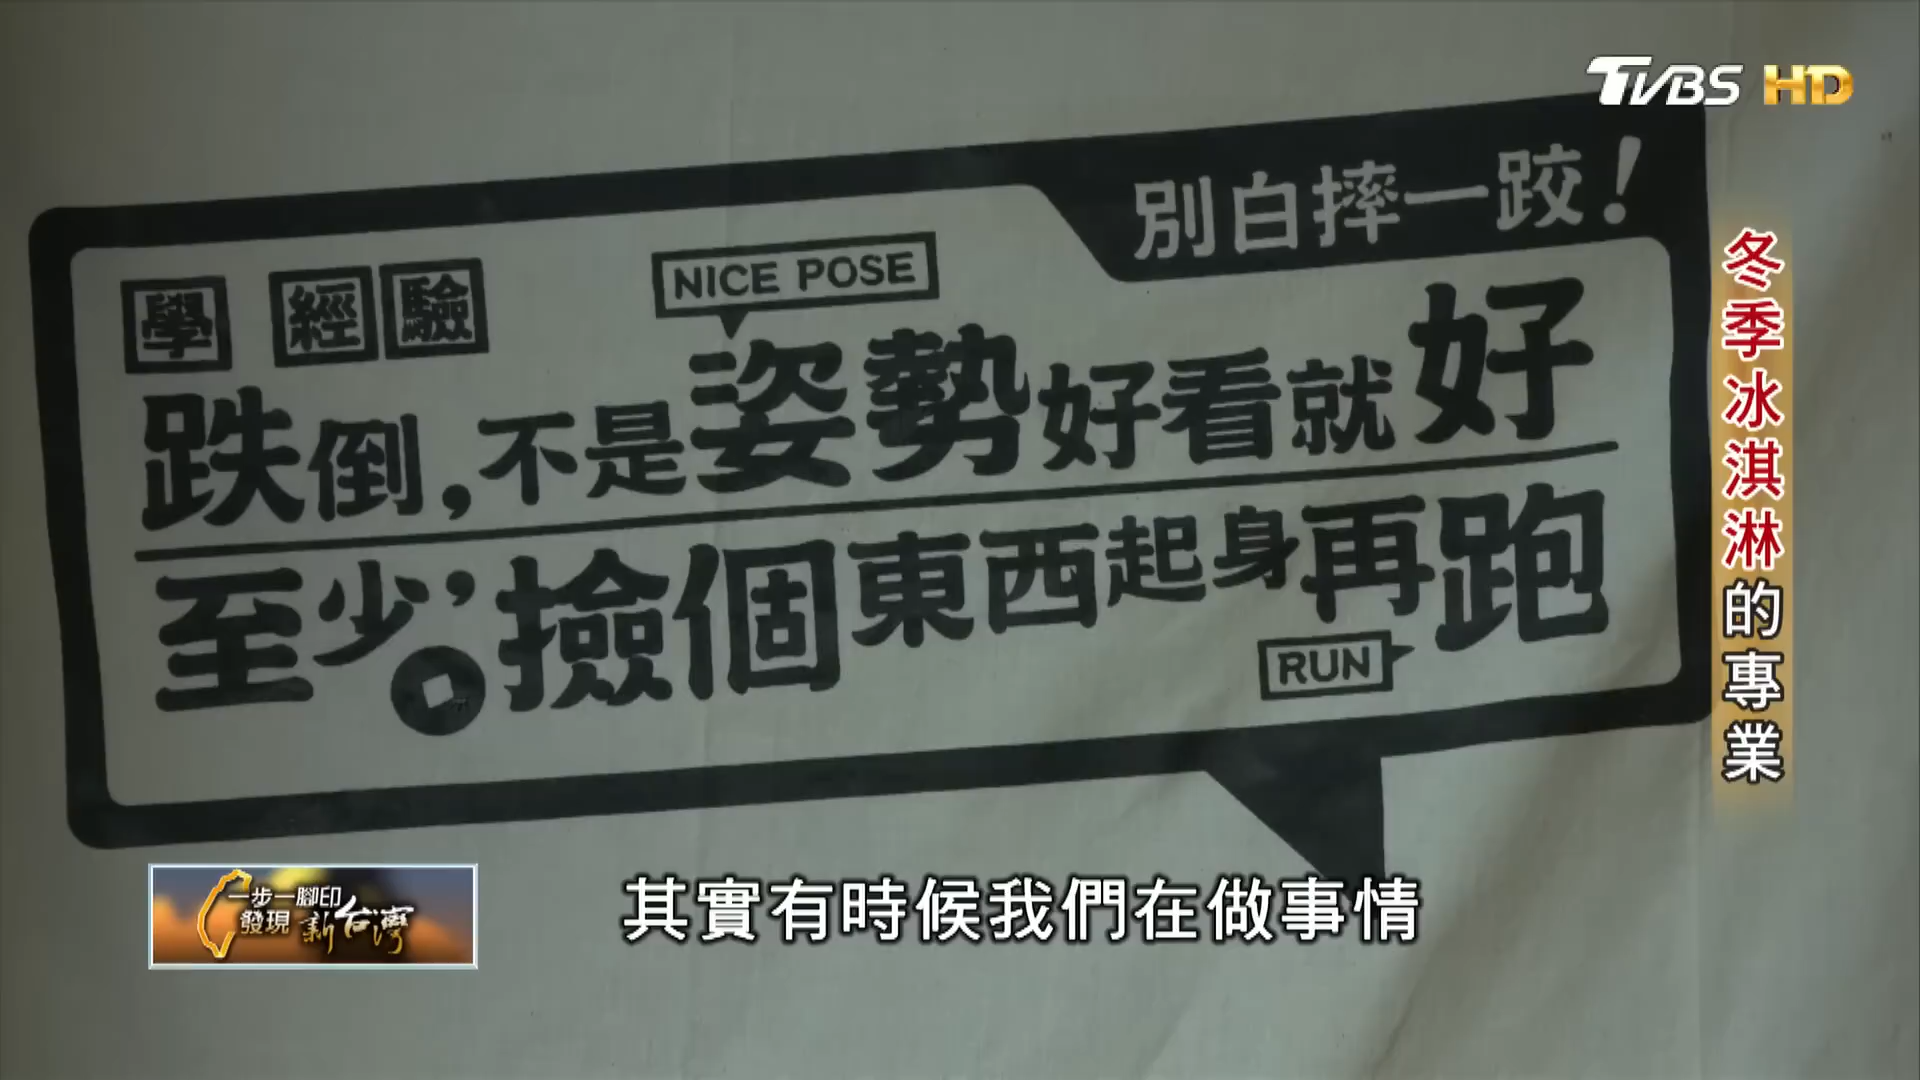 TVBS HD
別白摔一跤！
學 經驗
NICE POSE
跌倒，不是姿勢好看就好
至少，撿個東西起身再跑
RUN
冬季冰淇淋的專業
一步一腳印
發現新台灣
其實有時候我們在做事情